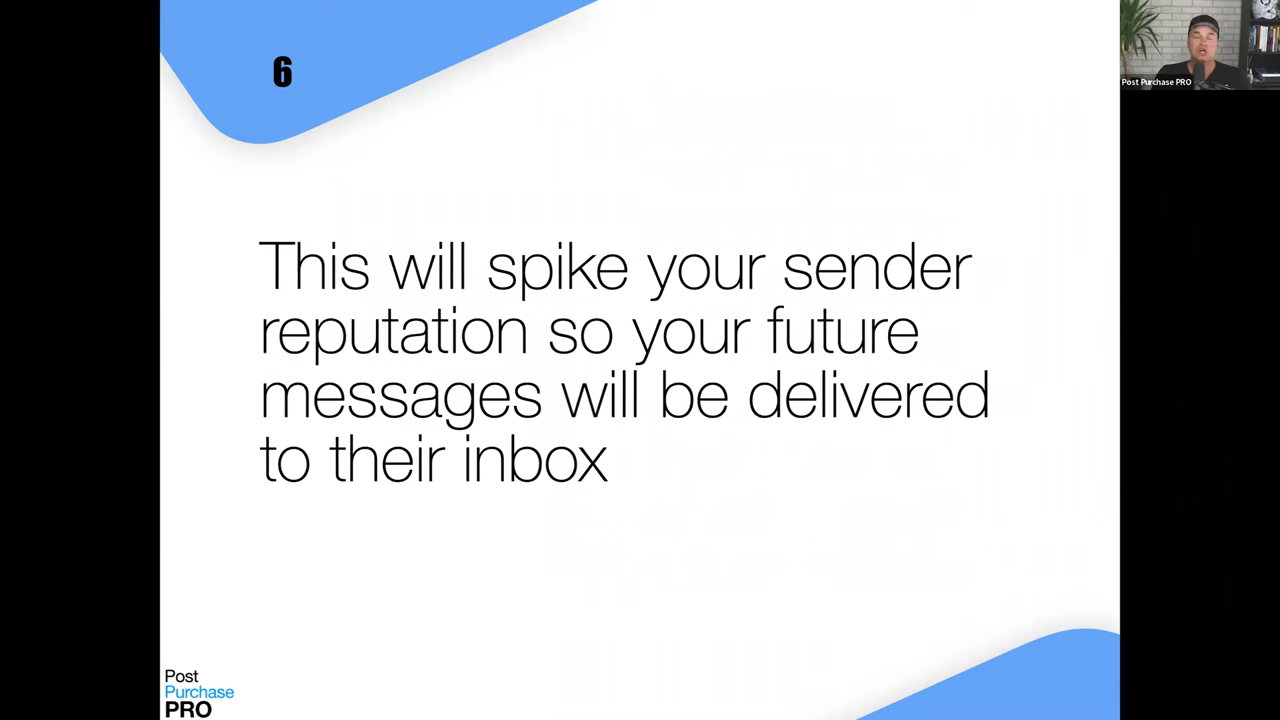 6
Post Purchase PRO
This will spike your sender
reputation so your future
messages will be delivered
to their inbox
Post
Purchase
PRO